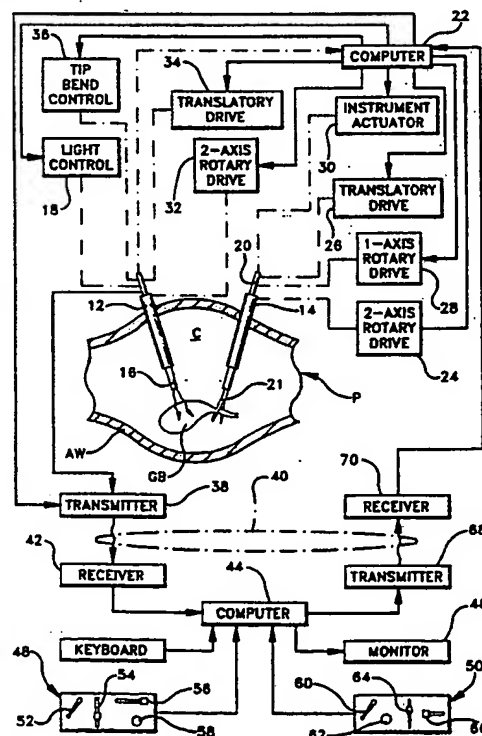 36
22
TIP
BEND
CONTROL
34
COMPUTER
TRANSLATORY
DRIVE
INSTRUMENT
ACTUATOR
LIGHT
CONTROL
2-AXIS
ROTARY
DRIVE
30
18
32
TRANSLATORY
DRIVE
20
26
1-AXIS
ROTARY
DRIVE
12
14
28
C
2-AXIS
ROTARY
DRIVE
16
21
P
24
AW
GB
70
TRANSMITTER
40
RECEIVER
38
42
44
68
RECEIVER
TRANSMITTER
COMPUTER
46
KEYBOARD
MONITOR
48
54
56
60
64
50
52
58
62
66